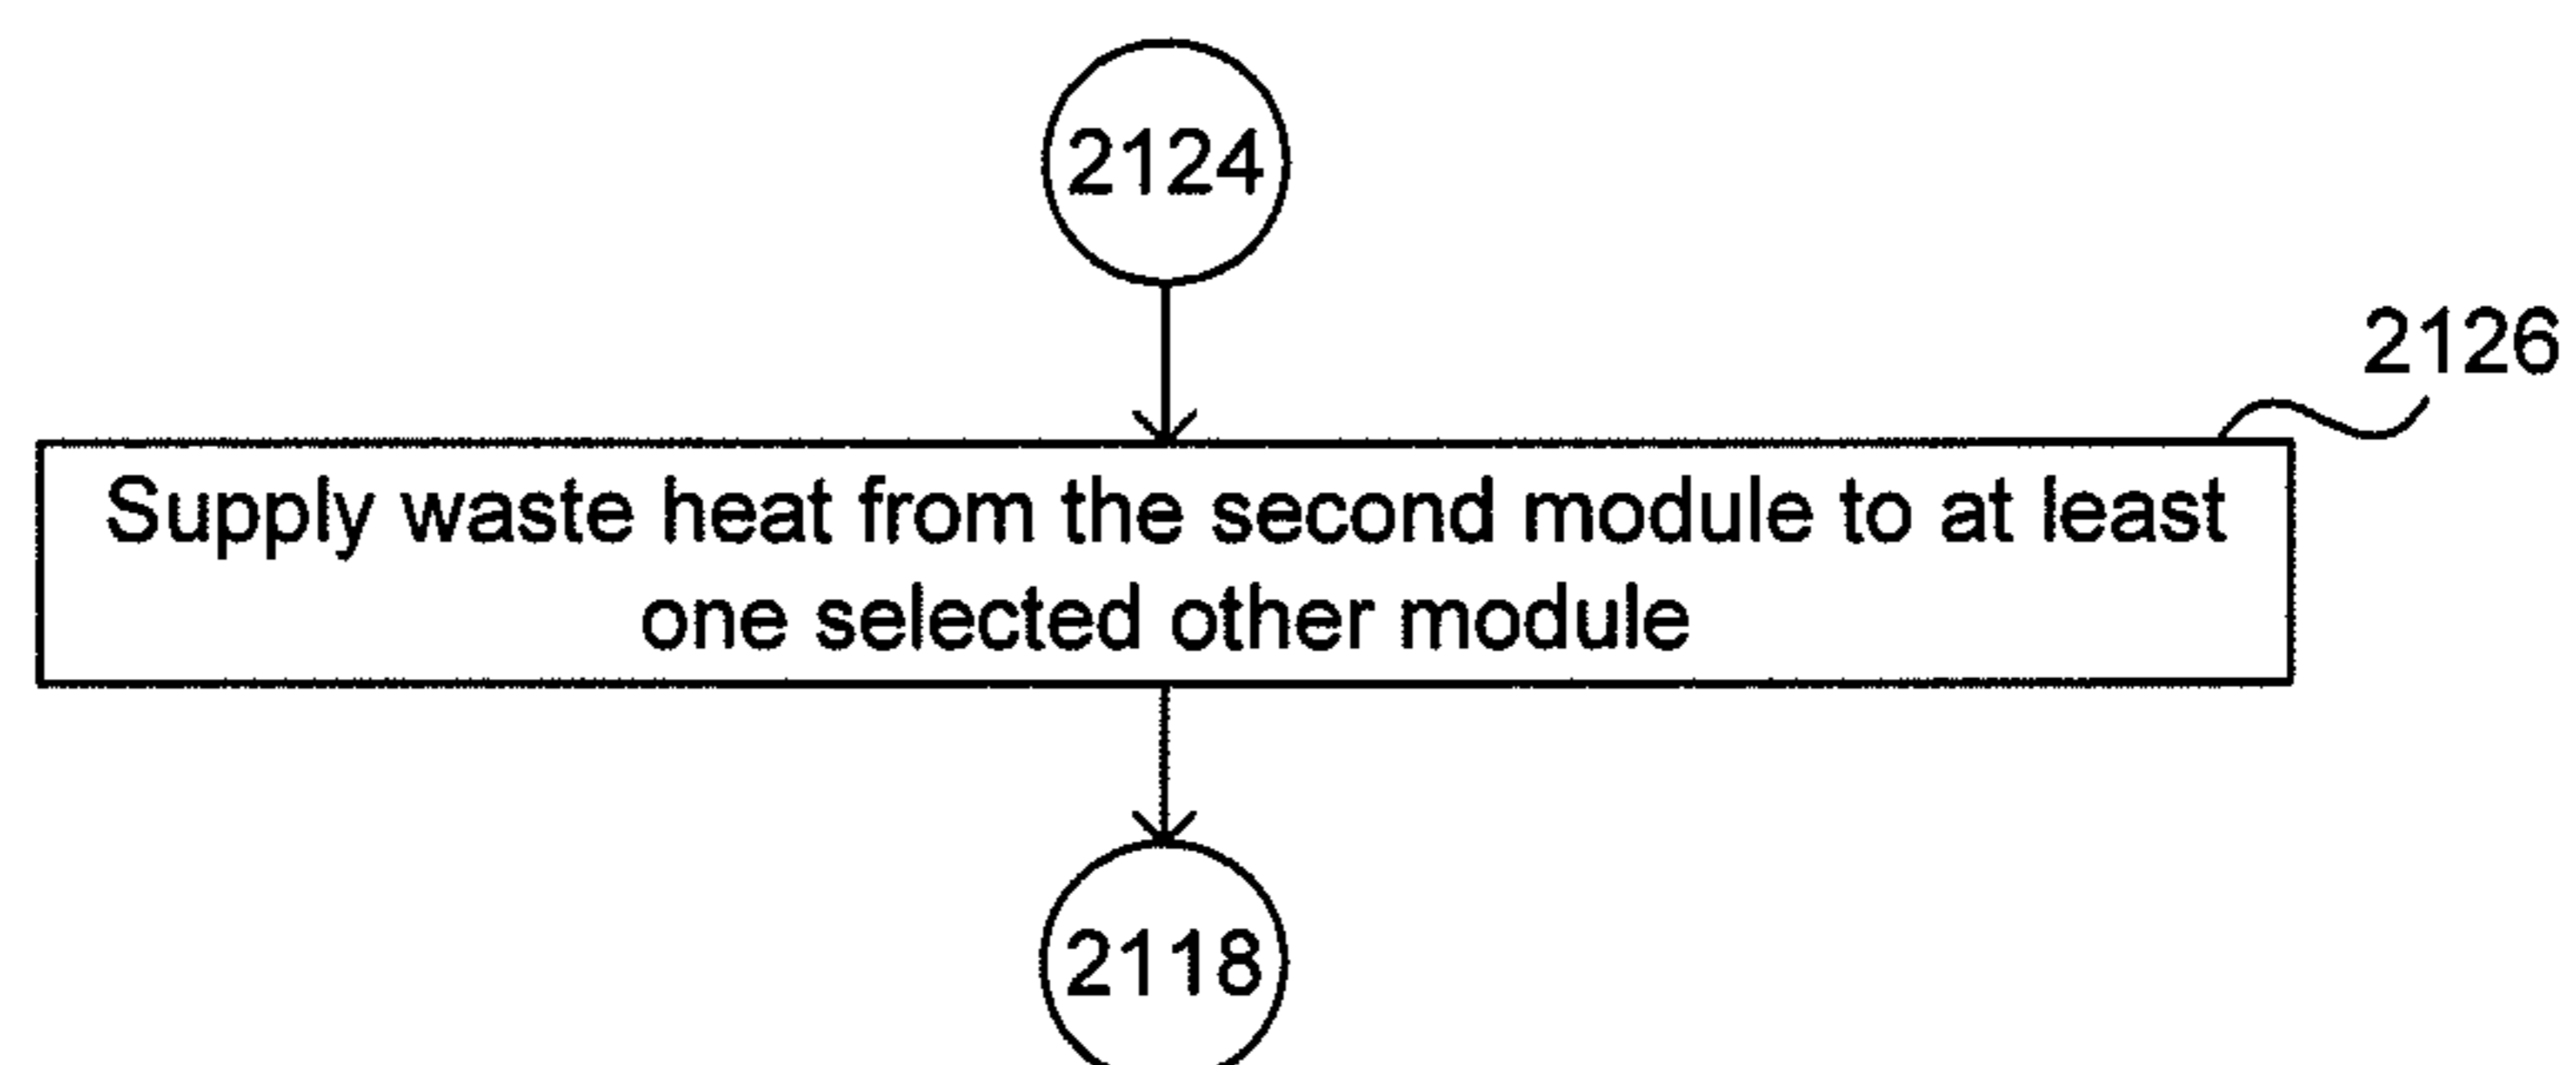 2124
2126
Supply waste heat from the second module to at least
one selected other module
2118